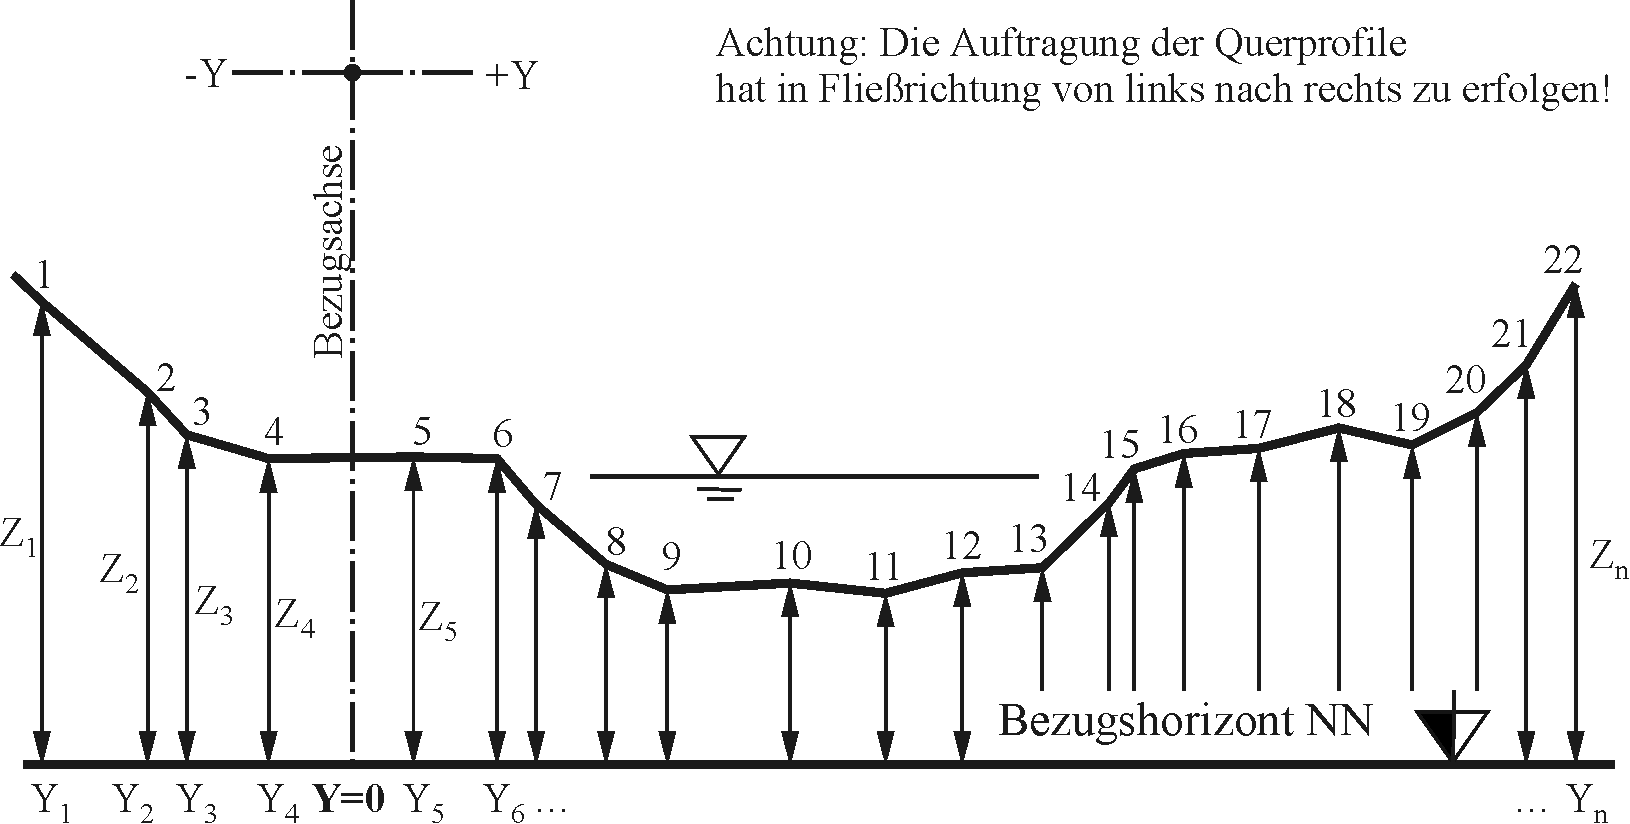 Achtung: Die Auftragung der Querprofile
hat in Fließrichtung von links nach rechts zu erfolgen!
-Y
+Y
Bezugsachse
1
2
3
4
5
6
7
8
9
10
11
12
13
14
15
16
17
18
19
20
21
22
Z1
Z2
Z3
Z4
Z5
Zn
Bezugshorizont NN
Y1 Y2 Y3 Y4 Y=0 Y5 Y6 ... ... Yn